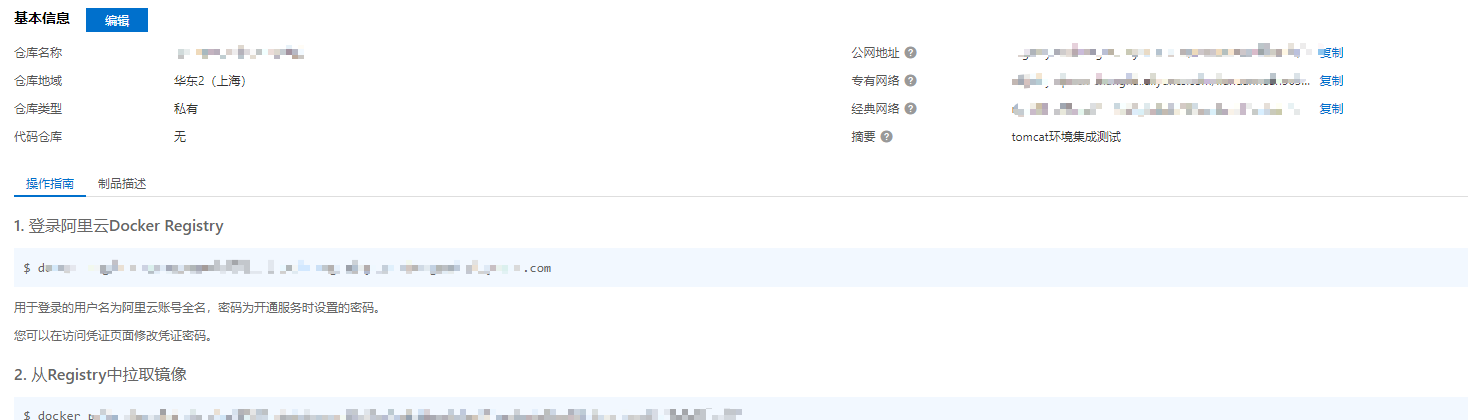 基本信息 编辑
仓库名称 公网地址 复制
仓库地域 华东2（上海） 专有网络 复制
仓库类型 私有 经典网络 复制
代码仓库 无 摘要 tomcat环境集成测试
操作指南 制品描述
1. 登录阿里云Docker Registry
$ d .com
用于登录的用户名为阿里云账号全名，密码为开通服务时设置的密码。
您可以在访问凭证页面修改凭证密码。
2. 从Registry中拉取镜像
$ docker